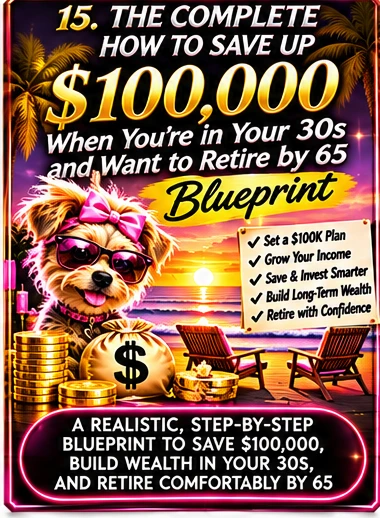 15. THE COMPLETE
HOW TO SAVE UP
$100,000
When You're in Your 30s
and Want to Retire by 65
Blueprint
✓ Set a $100K Plan
✓ Grow Your Income
✓ Save & Invest Smarter
✓ Build Long-Term Wealth
✓ Retire with Confidence
$
A REALISTIC, STEP-BY-STEP
BLUEPRINT TO SAVE $100,000,
BUILD WEALTH IN YOUR 30S,
AND RETIRE COMFORTABLY BY 65